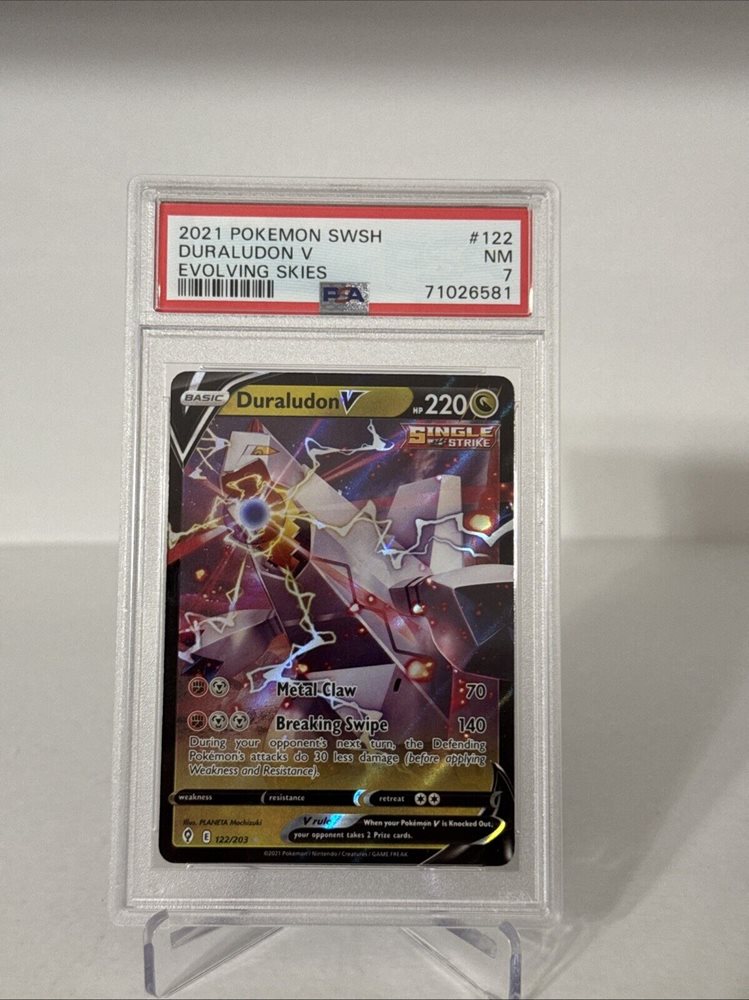 2021 POKEMON SWSH #122
DURALUDON V NM
EVOLVING SKIES 7
PSA 71026581
BASIC Duraludon V HP 220
SINGLE STRIKE
Metal Claw 70
Breaking Swipe 140
During your opponent's next turn, the Defending
Pokémon's attacks do 30 less damage (before applying
Weakness and Resistance).
weakness resistance retreat
Illus. PLANETA Mochizuki V rule When your Pokémon V is Knocked Out,
your opponent takes 2 Prize cards.
E 122/203
©2021 Pokémon / Nintendo / Creatures / GAME FREAK